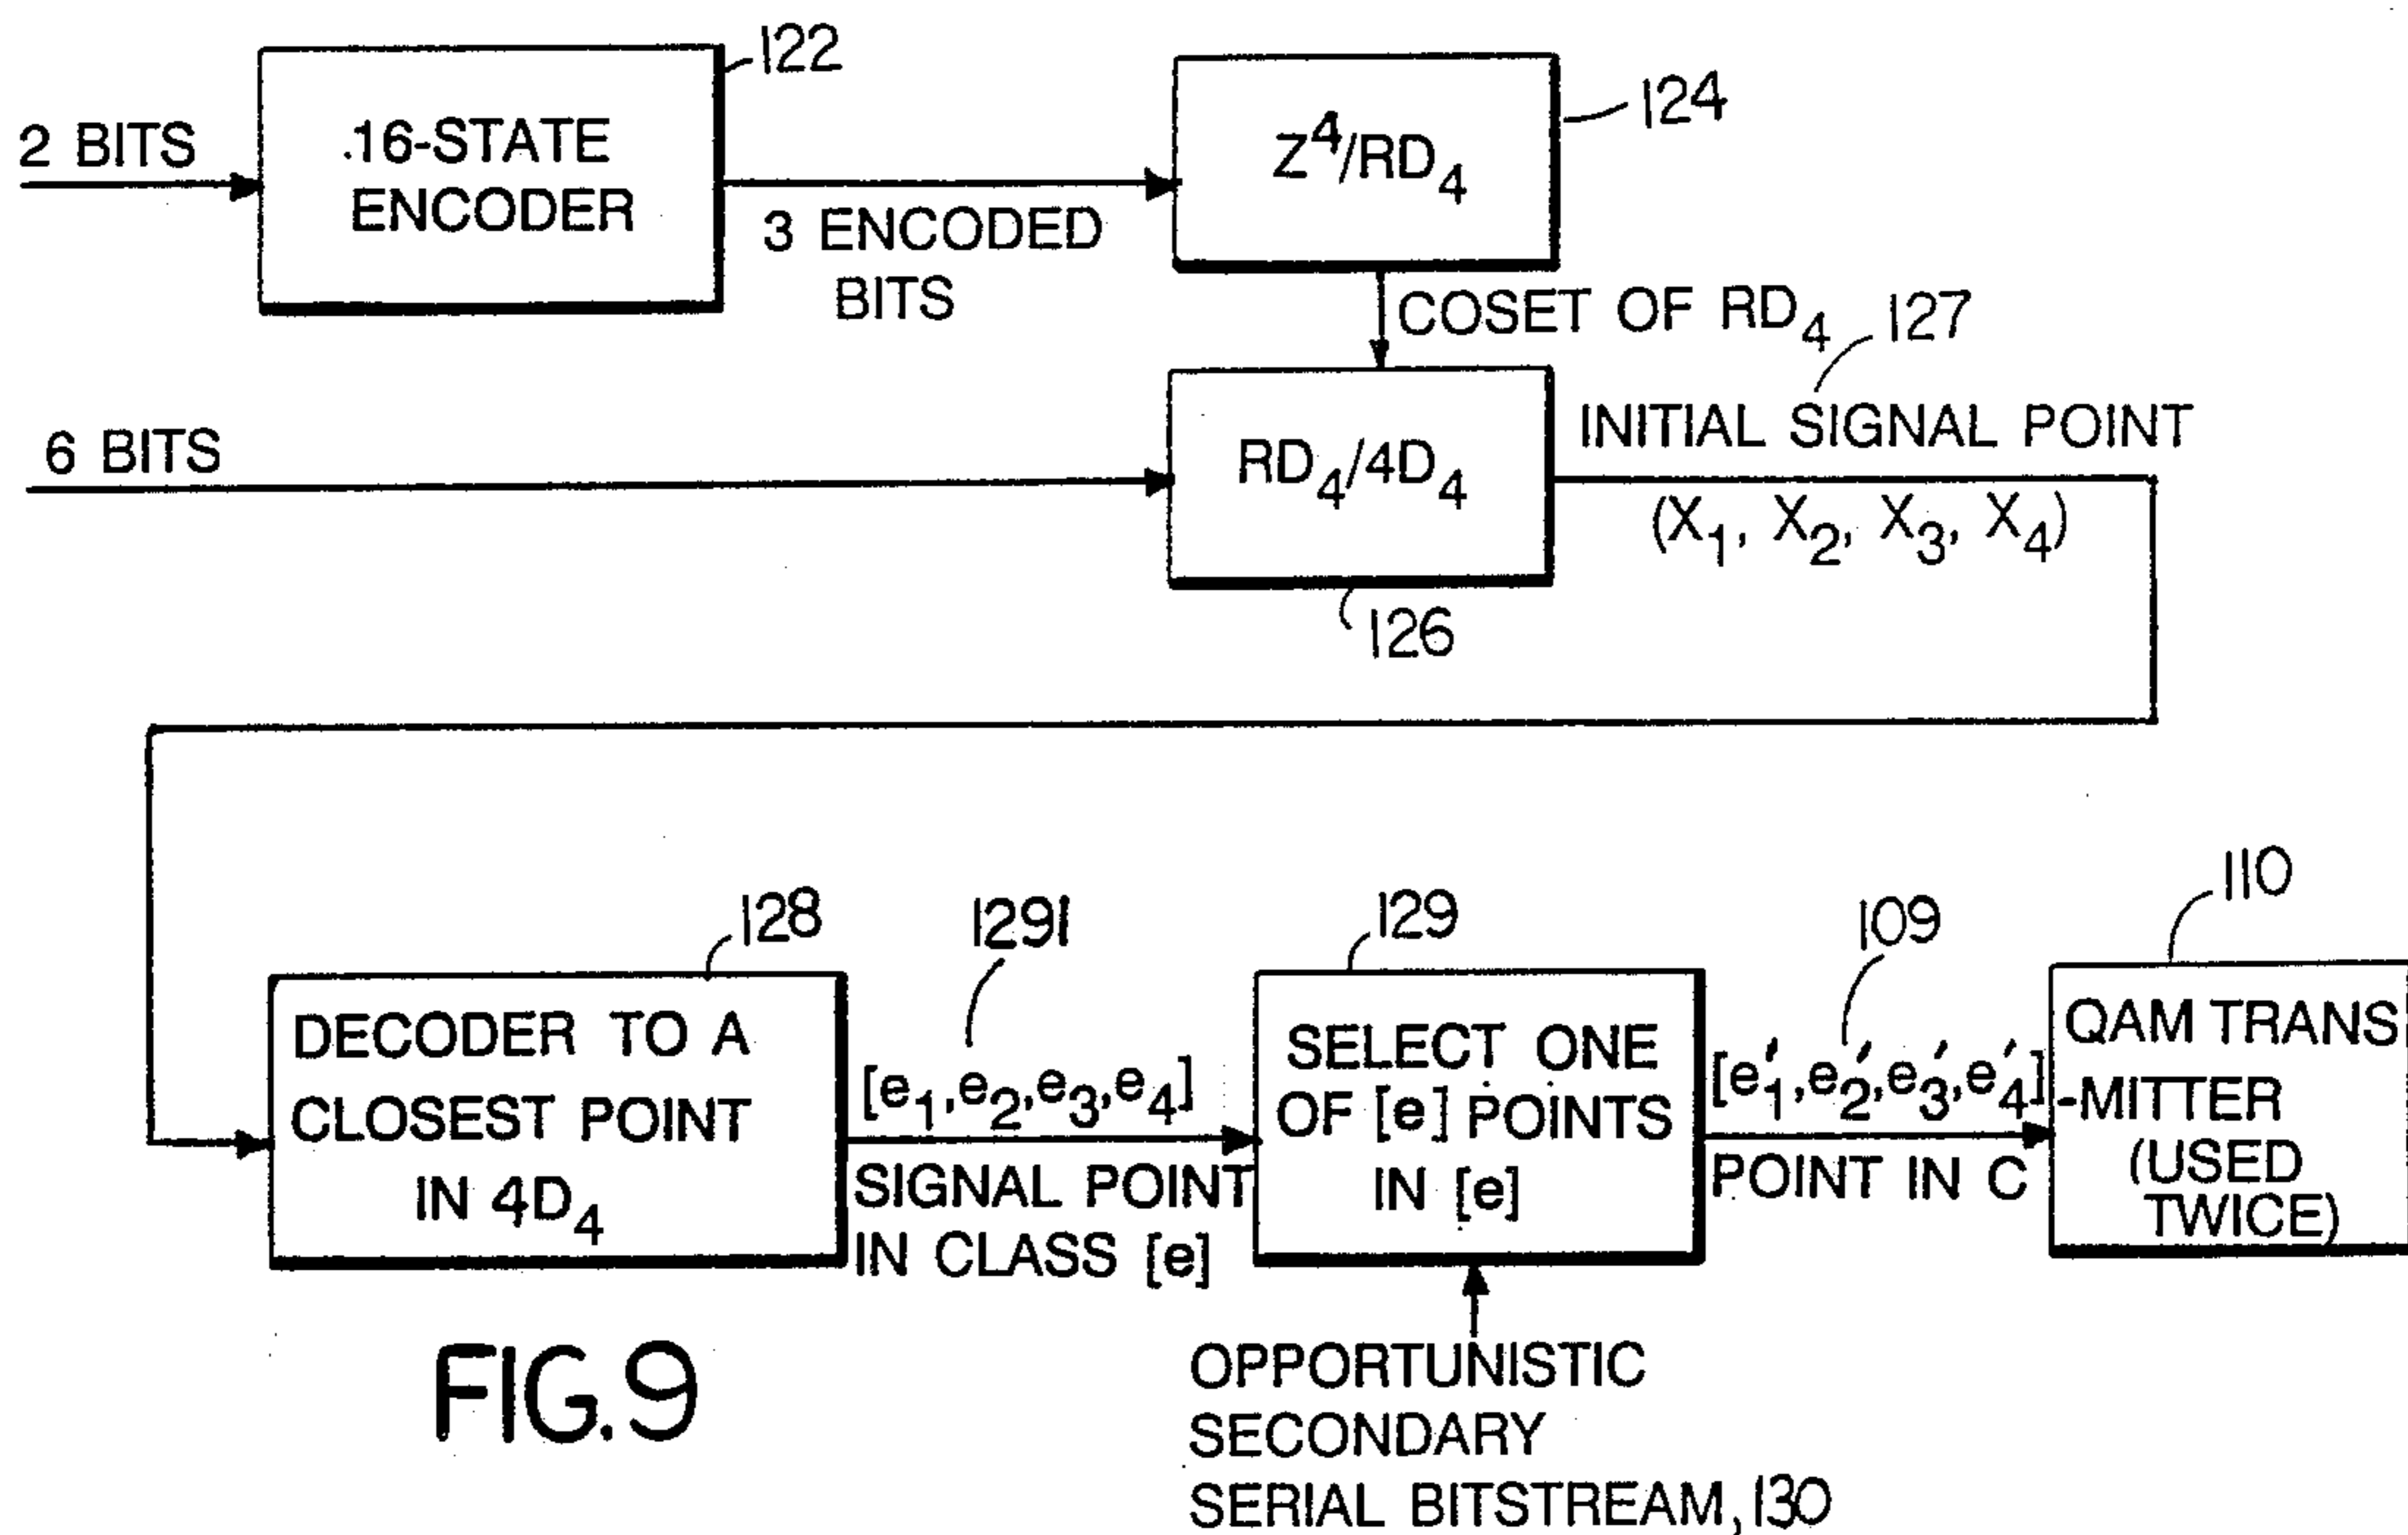 122
2 BITS
.16-STATE
ENCODER
3 ENCODED
BITS
Z⁴/RD₄
124
COSET OF RD₄
127
6 BITS
RD₄/4D₄
126
INITIAL SIGNAL POINT
(X₁, X₂, X₃, X₄)
128
DECODER TO A
CLOSEST POINT
IN 4D₄
1291
[e₁,e₂,e₃,e₄]
SIGNAL POINT
IN CLASS [e]
129
SELECT ONE
OF [e] POINTS
IN [e]
109
[e′₁,e′₂,e′₃,e′₄]
POINT IN C
110
QAM TRANS
-MITTER
(USED
TWICE)
OPPORTUNISTIC
SECONDARY
SERIAL BITSTREAM,130
FIG.9